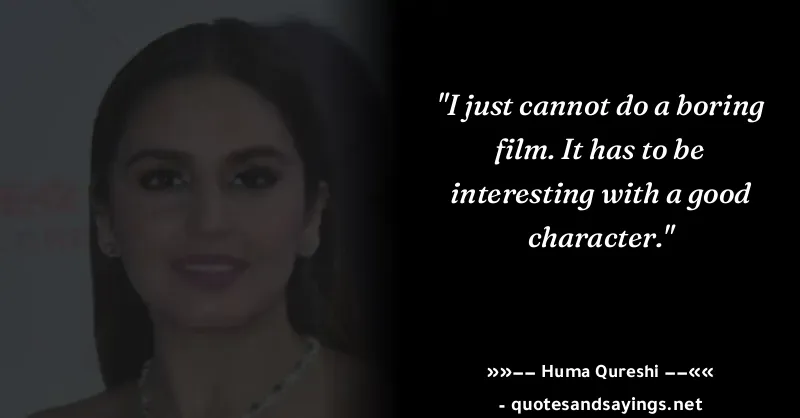 "I just cannot do a boring
film. It has to be
interesting with a good
character."
»»−− Huma Qureshi −−««
- quotesandsayings.net